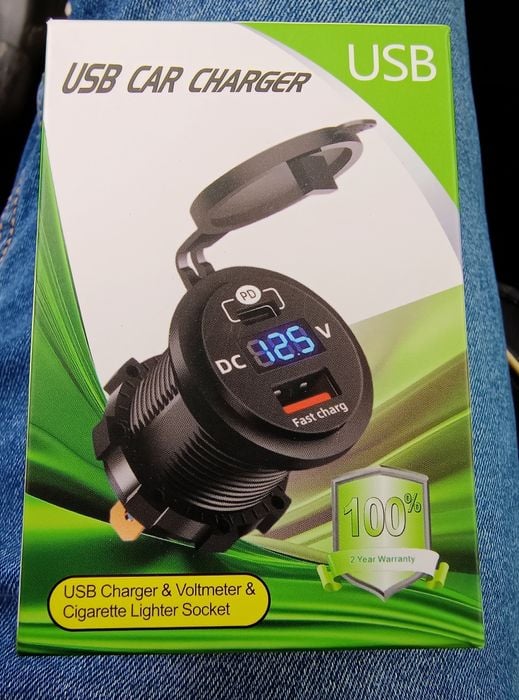 USB CAR CHARGER
USB
PD
DC 12.5 V
Fast charg
100%
2 Year Warranty
USB Charger & Voltmeter &
Cigarette Lighter Socket